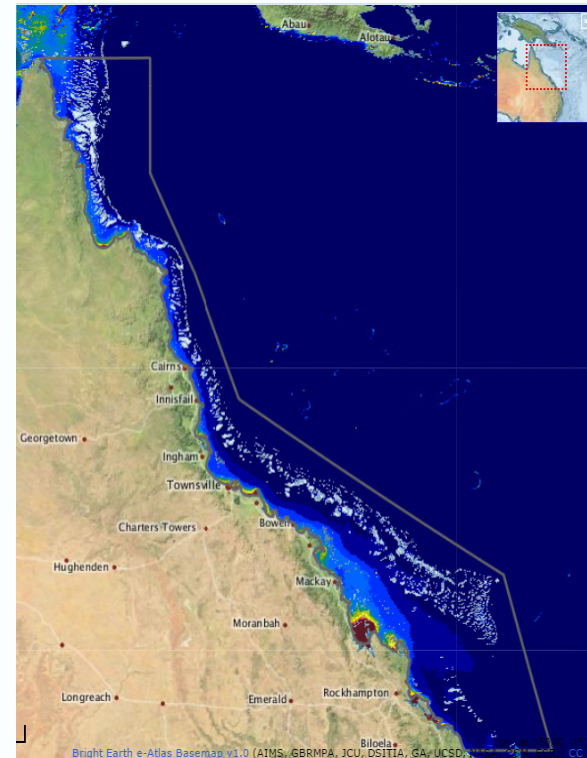 Abau
Alotau
Cairns
Innisfail
Georgetown
Ingham
Townsville
Charters Towers
Bowen
Hughenden
Mackay
Moranbah
Longreach
Emerald
Rockhampton
Biloela
Bright Earth e-Atlas Basemap v1.0 (AIMS, GBRMPA, JCU, DSITIA, GA, UCSD, CC